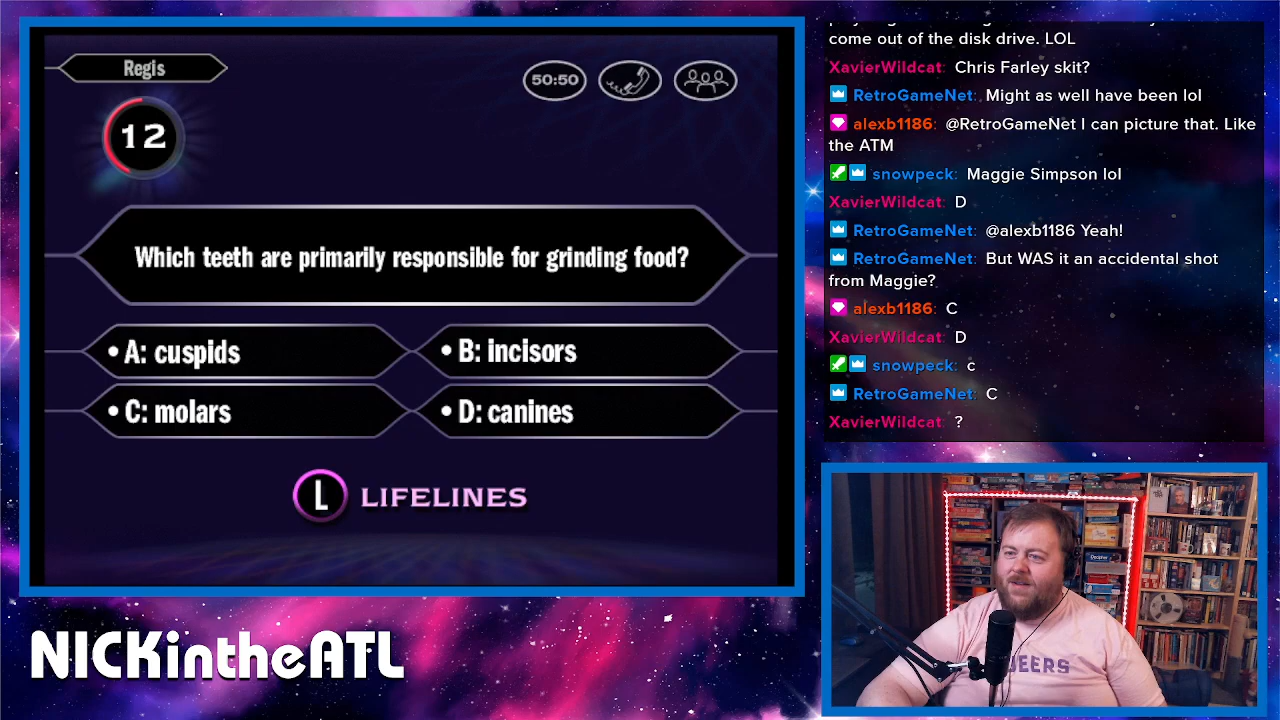 Regis
50:50
12
Which teeth are primarily responsible for grinding food?
• A: cuspids
• B: incisors
• C: molars
• D: canines
L LIFELINES
NICKintheATL
come out of the disk drive. LOL
XavierWildcat: Chris Farley skit?
RetroGameNet: Might as well have been lol
alexb1186: @RetroGameNet I can picture that. Like
the ATM
snowpeck: Maggie Simpson lol
XavierWildcat: D
RetroGameNet: @alexb1186 Yeah!
RetroGameNet: But WAS it an accidental shot
from Maggie?
alexb1186: C
XavierWildcat: D
snowpeck: c
RetroGameNet: C
XavierWildcat: ?